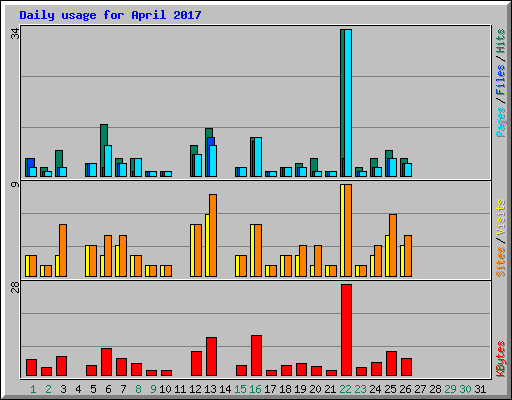 Daily usage for April 2017
34
Pages / Files / Hits
9
Sites / Visits
28
KBytes
1 2 3 4 5 6 7 8 9 10 11 12 13 14 15 16 17 18 19 20 21 22 23 24 25 26 27 28 29 30 31